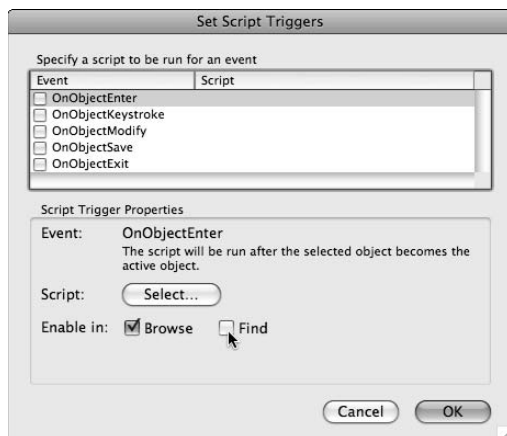 Set Script Triggers
Specify a script to be run for an event
Event Script
OnObjectEnter
OnObjectKeystroke
OnObjectModify
OnObjectSave
OnObjectExit
Script Trigger Properties
Event: OnObjectEnter
The script will be run after the selected object becomes the
active object.
Script: Select...
Enable in: Browse Find
Cancel OK